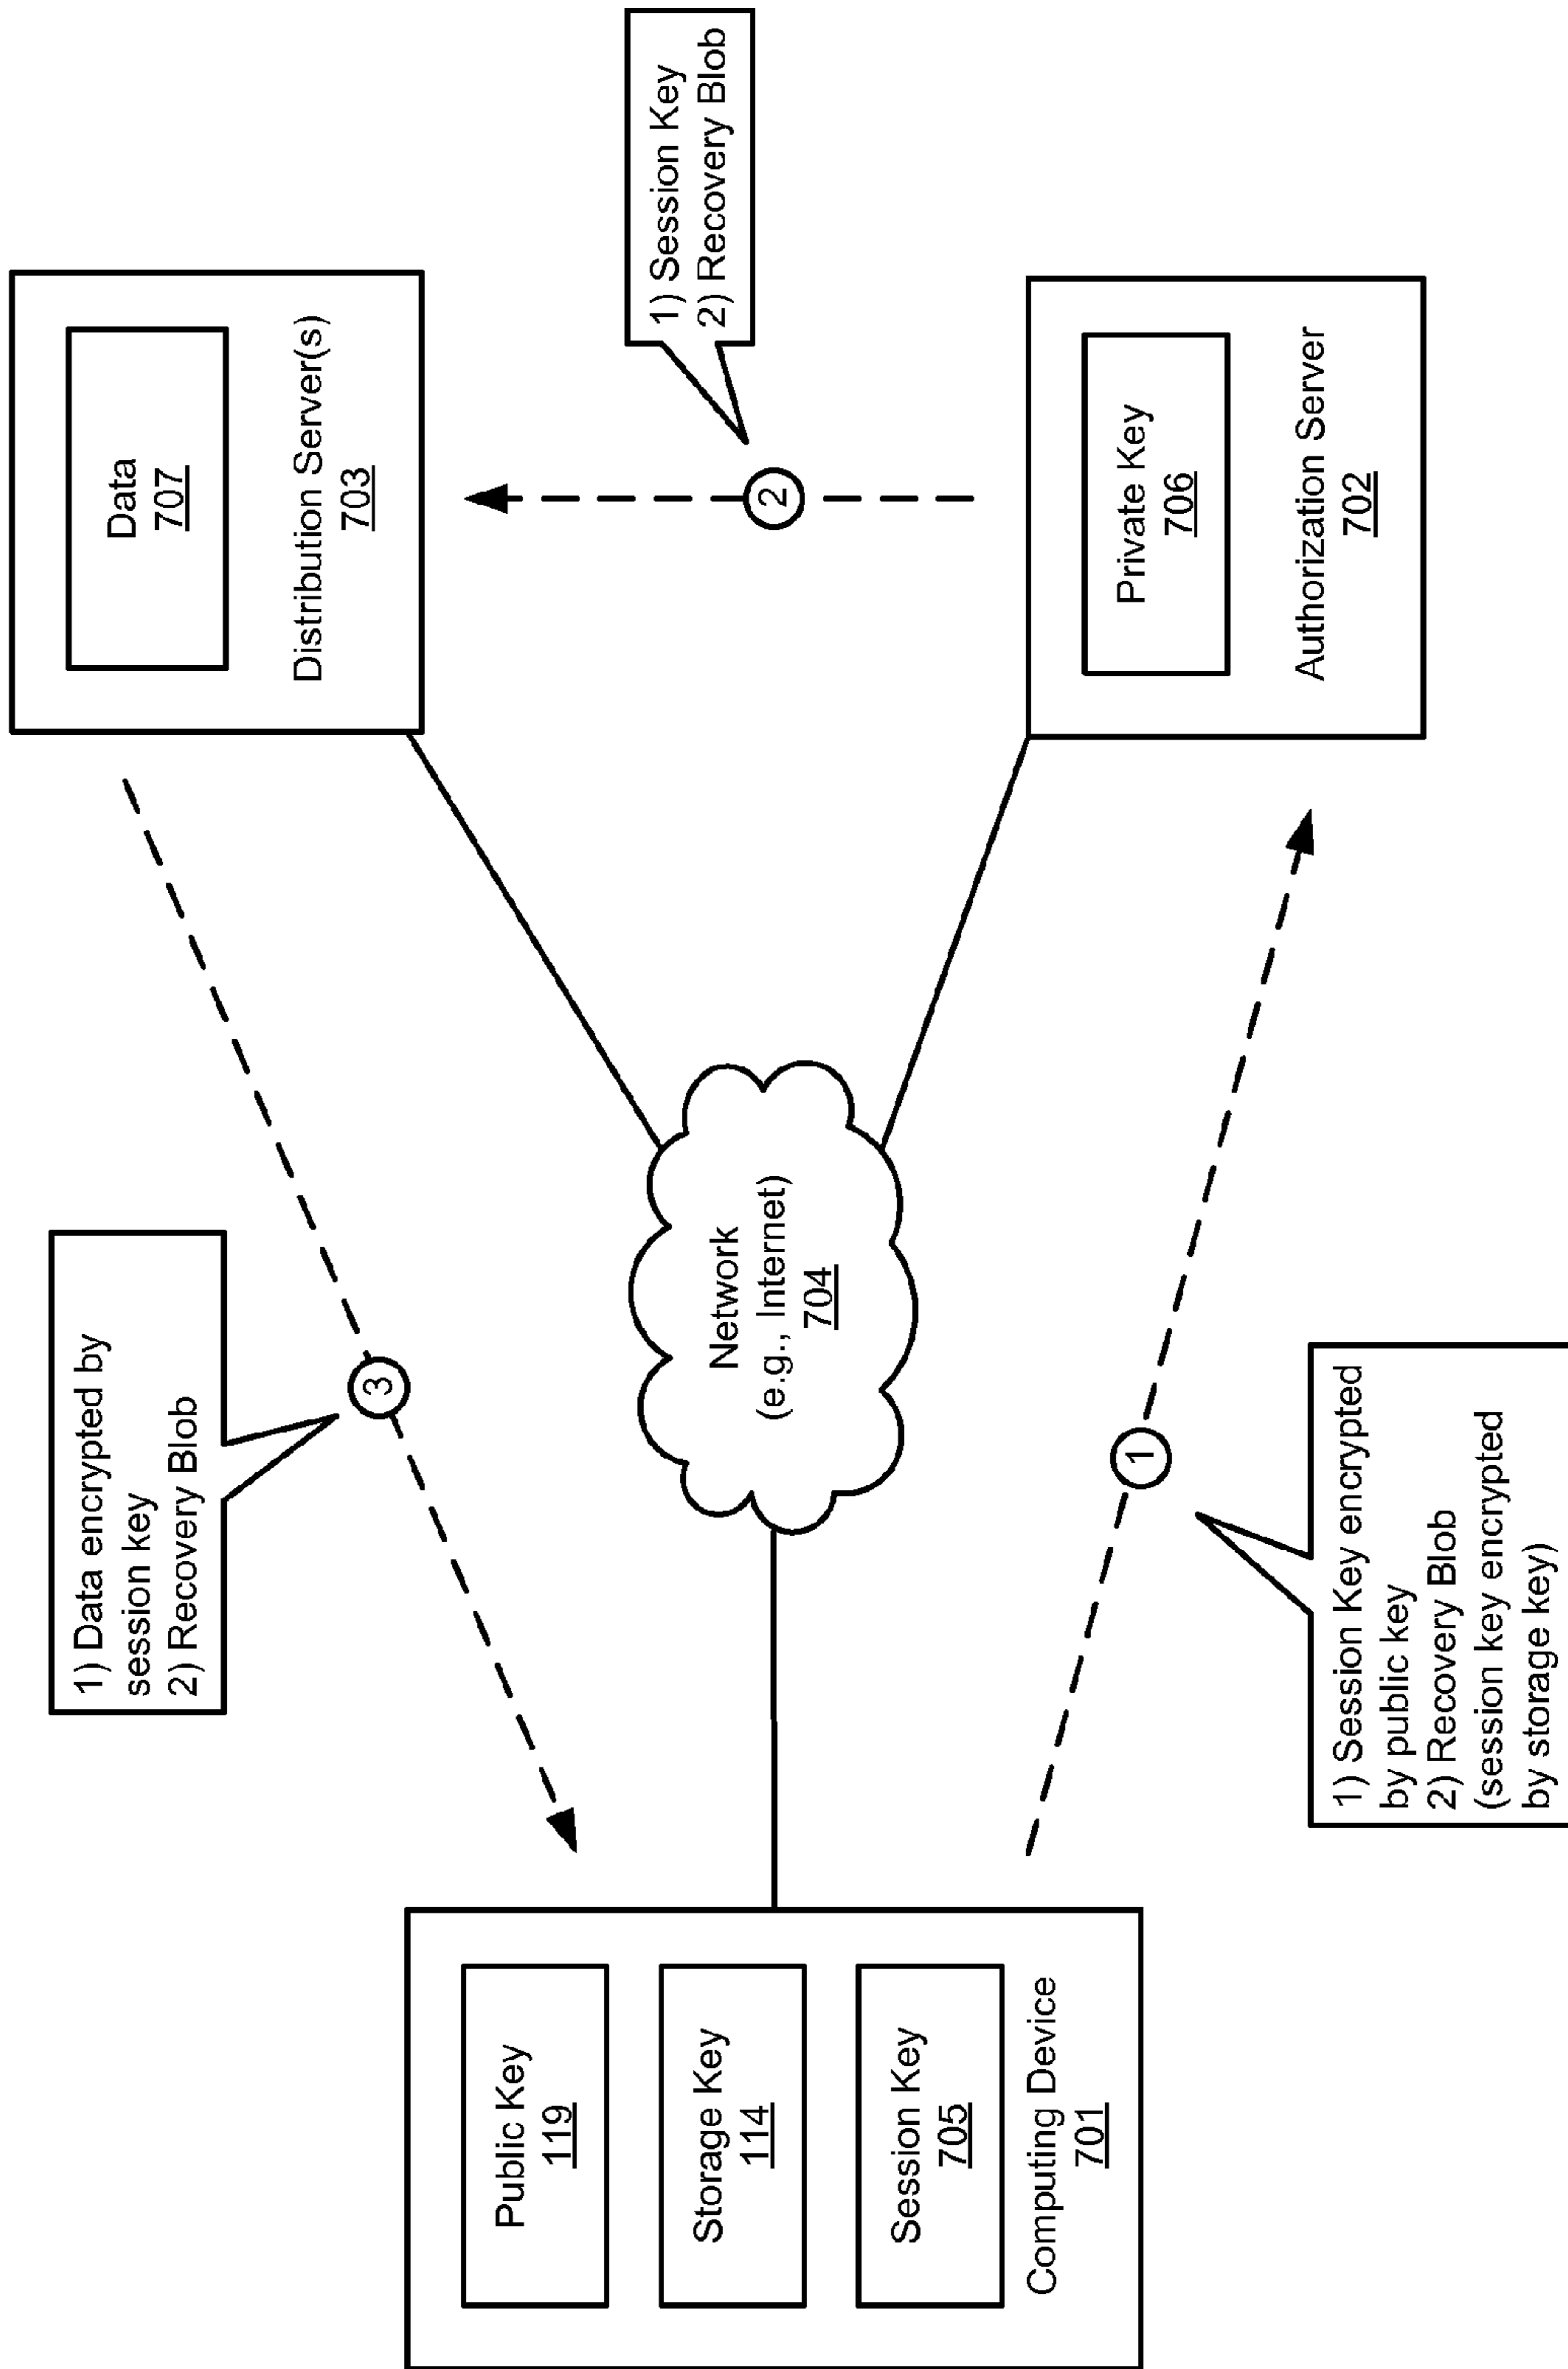 1) Data encrypted by
session key
2) Recovery Blob
3
Data
707
Distribution Server(s)
703
Public Key
119
Storage Key
114
Session Key
705
Computing Device
701
Network
(e.g., Internet)
704
2
1) Session Key
2) Recovery Blob
1
1) Session Key encrypted
by public key
2) Recovery Blob
(session key encrypted
by storage key)
Private Key
706
Authorization Server
702